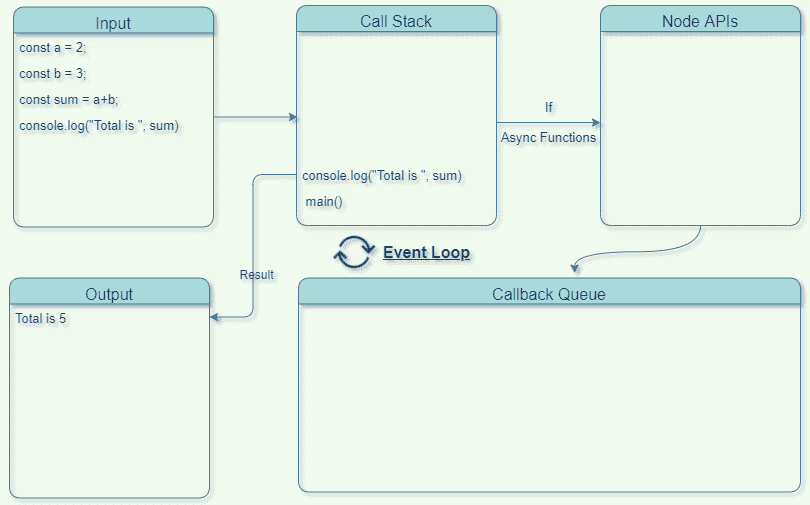 Input
const a = 2;
const b = 3;
const sum = a+b;
console.log("Total is ", sum)
Call Stack
console.log("Total is ", sum)
main()
If
Async Functions
Node APIs
Event Loop
Result
Output
Total is 5
Callback Queue